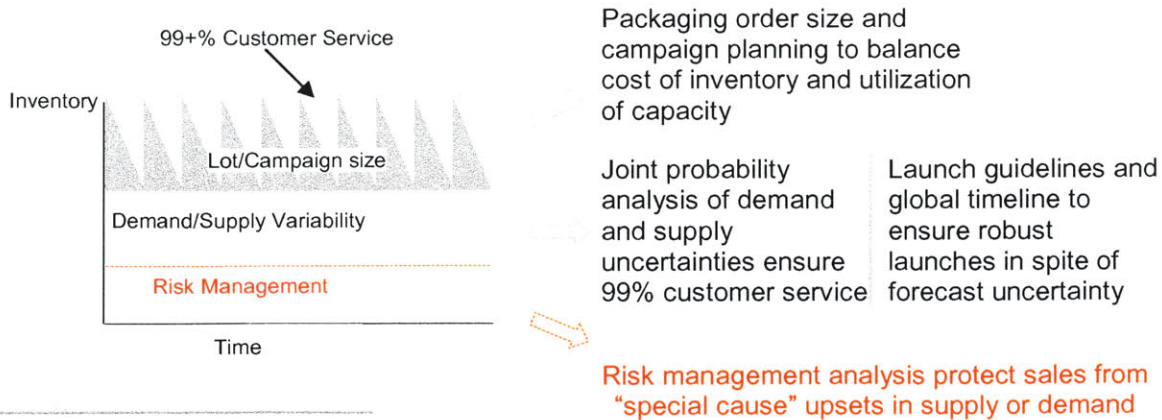 99+% Customer Service
Inventory
Lot/Campaign size
Demand/Supply Variability
Risk Management
Time
Packaging order size and
campaign planning to balance
cost of inventory and utilization
of capacity
Joint probability
analysis of demand
and supply
uncertainties ensure
99% customer service
Launch guidelines and
global timeline to
ensure robust
launches in spite of
forecast uncertainty
Risk management analysis protect sales from
“special cause” upsets in supply or demand